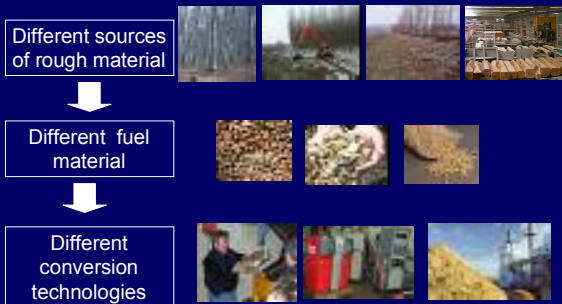 Different sources
of rough material
Different fuel
material
Different
conversion
technologies